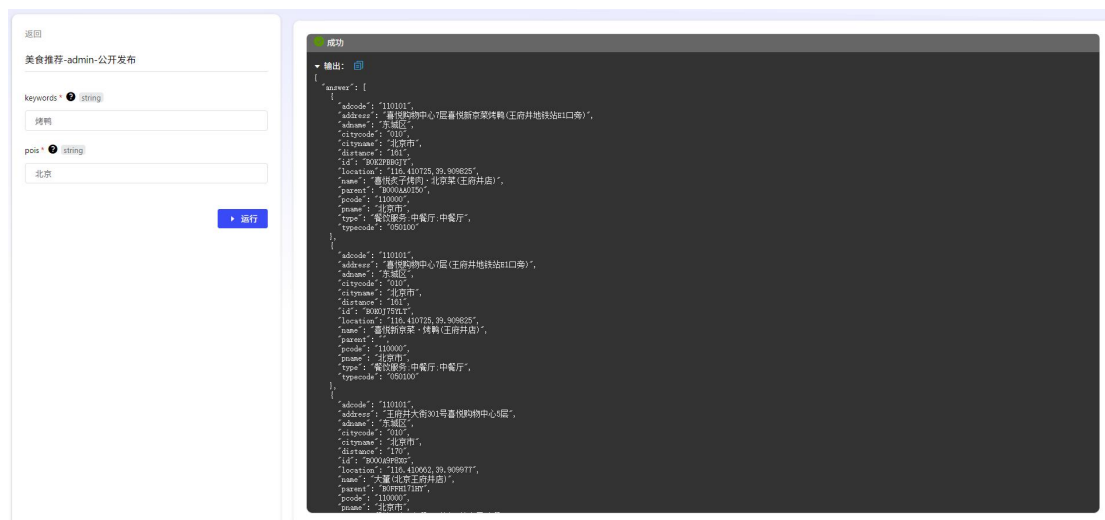 返回
美食推荐-admin-公开发布
keywords * ? string
烤鸭
pois * ? string
北京
运行
成功
输出:
[
"answer": [
{
"adcode": "110101",
"address": "喜悦购物中心7层喜悦新京菜烤鸭(王府井地铁站E1口旁)",
"adname": "东城区",
"citycode": "010",
"cityname": "北京市",
"distance": "161",
"id": "B0K2PBBGJY",
"location": "116.410725,39.909825",
"name": "喜悦炙子烤肉·北京菜(王府井店)",
"parent": "B000AA0I50",
"pcode": "110000",
"pname": "北京市",
"type": "餐饮服务;中餐厅;中餐厅",
"typecode": "050100"
},
{
"adcode": "110101",
"address": "喜悦购物中心7层(王府井地铁站E1口旁)",
"adname": "东城区",
"citycode": "010",
"cityname": "北京市",
"distance": "161",
"id": "B0K0J75YLT",
"location": "116.410725,39.909825",
"name": "喜悦新京菜·烤鸭(王府井店)",
"parent": "",
"pcode": "110000",
"pname": "北京市",
"type": "餐饮服务;中餐厅;中餐厅",
"typecode": "050100"
},
{
"adcode": "110101",
"address": "王府井大街301号喜悦购物中心5层",
"adname": "东城区",
"citycode": "010",
"cityname": "北京市",
"distance": "170",
"id": "B000A9P8XG",
"location": "116.410662,39.909977",
"name": "大董(北京王府井店)",
"parent": "B0FFH171HY",
"pcode": "110000",
"pname": "北京市",